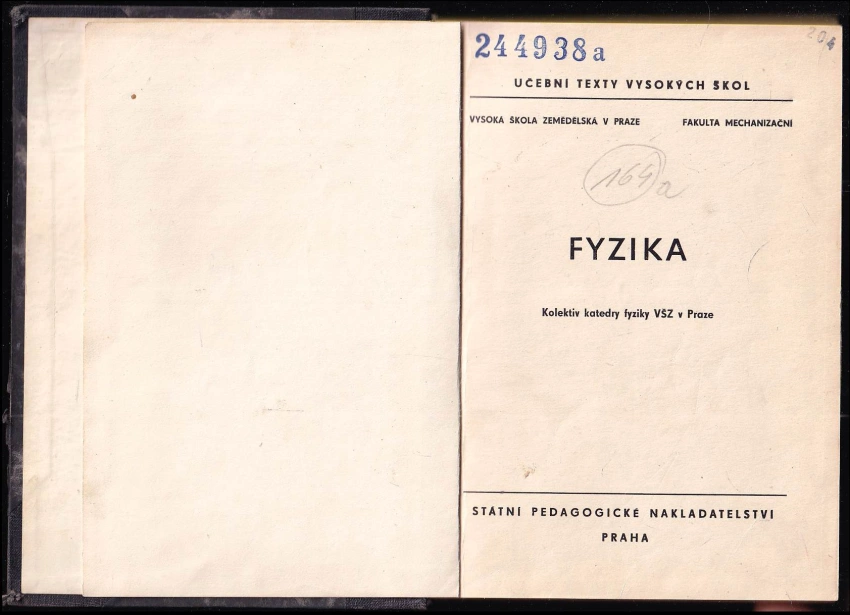 204
244938a
UČEBNÍ TEXTY VYSOKÝCH ŠKOL
VYSOKÁ ŠKOLA ZEMĚDĚLSKÁ V PRAZE FAKULTA MECHANIZAČNÍ
164a
FYZIKA
Kolektiv katedry fyziky VŠZ v Praze
STÁTNÍ PEDAGOGICKÉ NAKLADATELSTVÍ
PRAHA